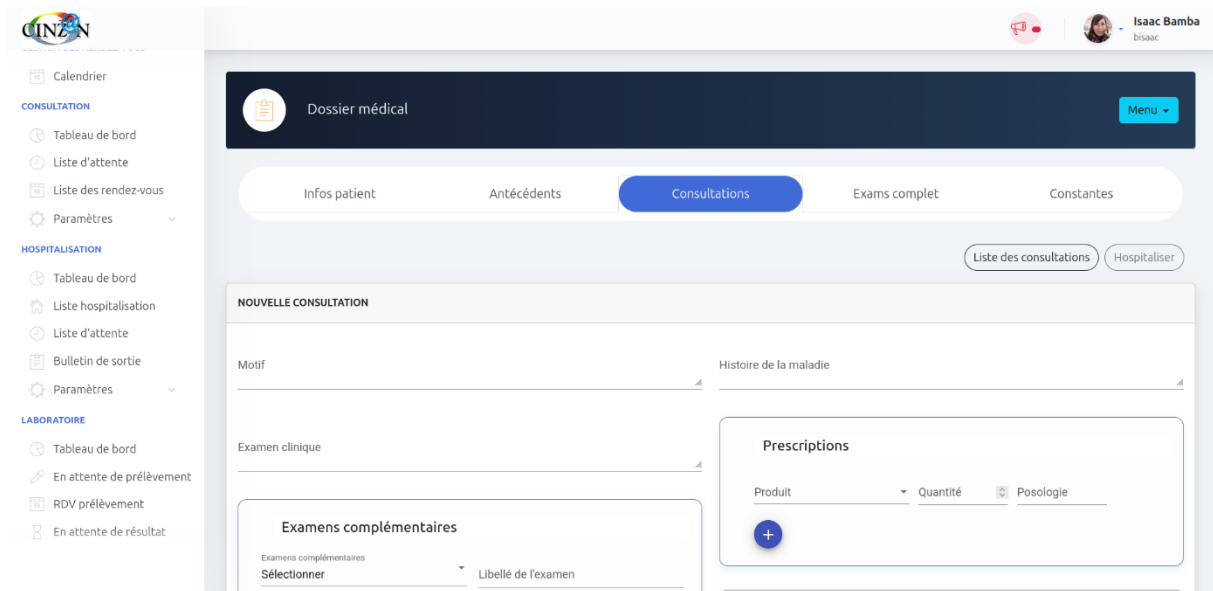 CINZ@N
Isaac Bamba
bisaac
Calendrier
CONSULTATION
Tableau de bord
Liste d'attente
Liste des rendez-vous
Paramètres
HOSPITALISATION
Tableau de bord
Liste hospitalisation
Liste d'attente
Bulletin de sortie
Paramètres
LABORATOIRE
Tableau de bord
En attente de prélèvement
RDV prélèvement
En attente de résultat
Dossier médical
Menu
Infos patient
Antécédents
Consultations
Exams complet
Constantes
Liste des consultations
Hospitaliser
NOUVELLE CONSULTATION
Motif
Histoire de la maladie
Examen clinique
Prescriptions
Produit
Quantité
Posologie
+
Examens complémentaires
Examens complémentaires
Sélectionner
Libellé de l'examen